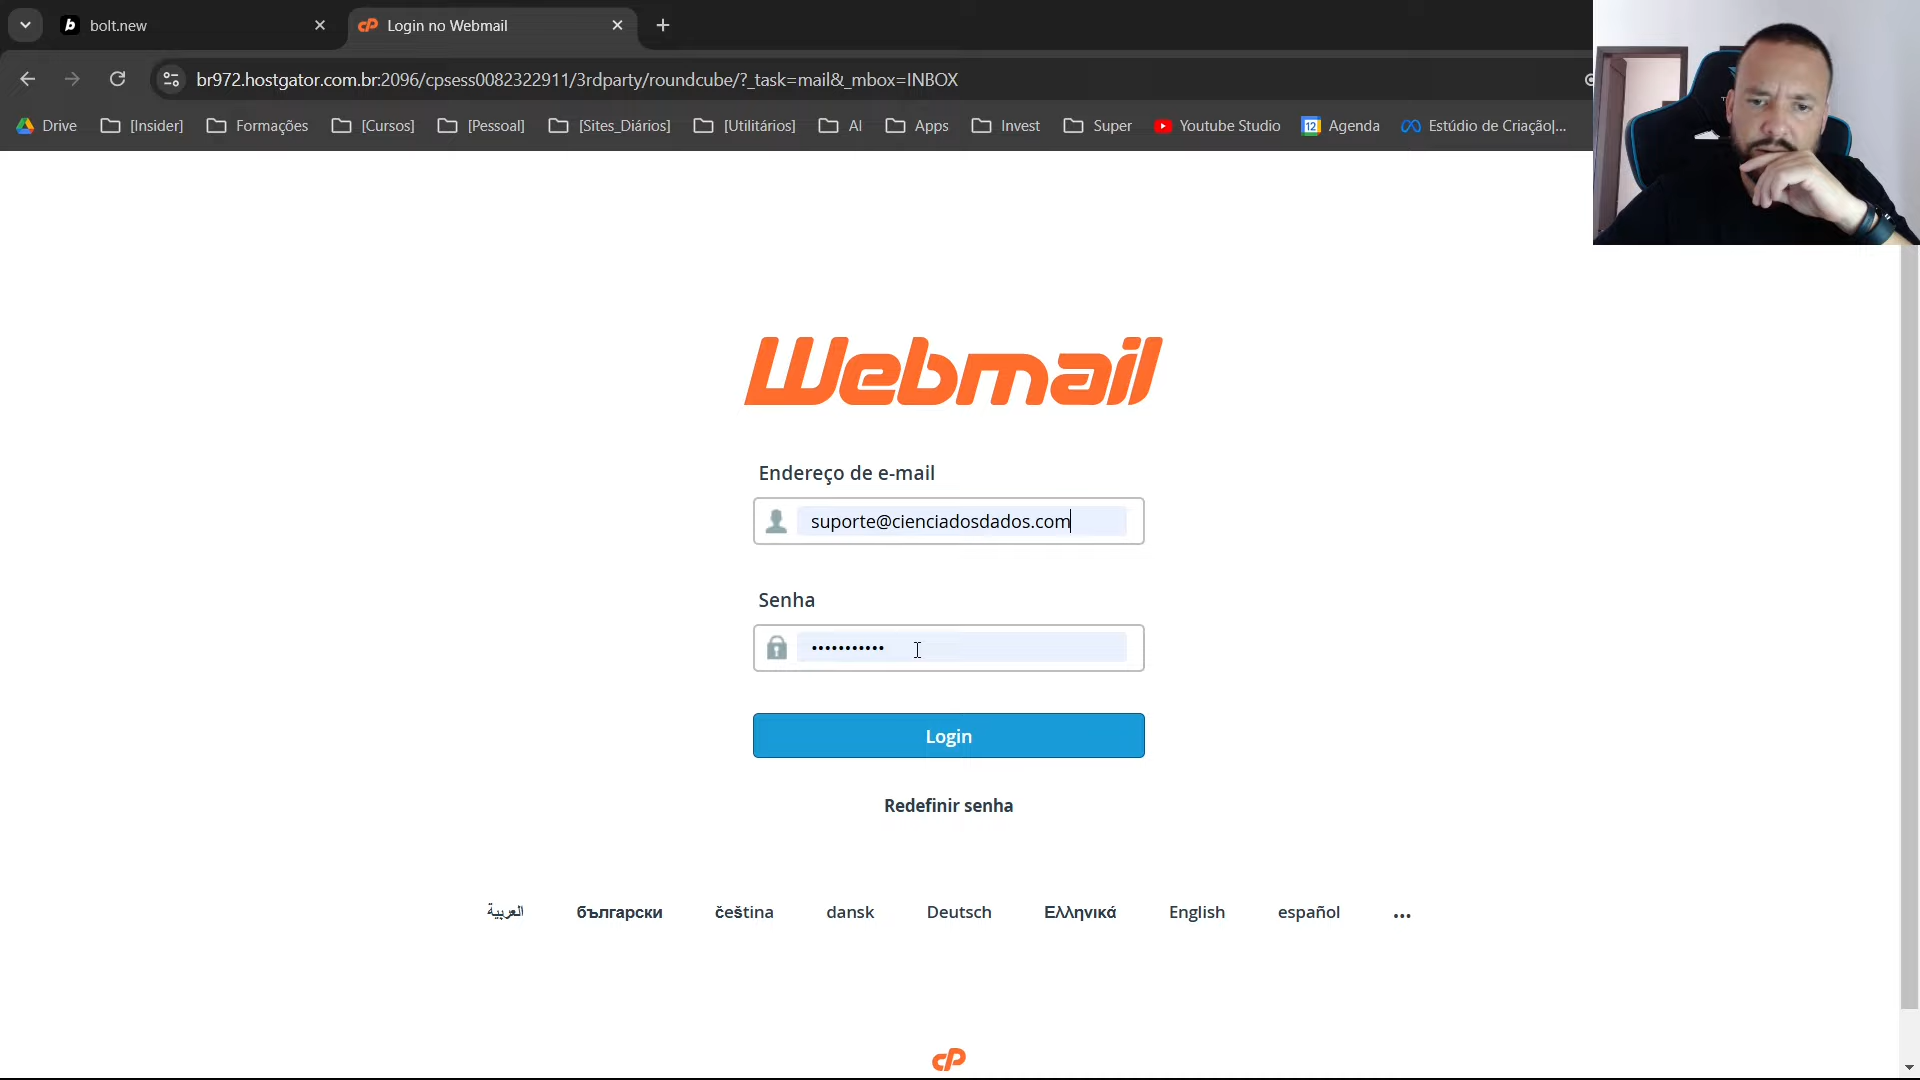 bolt.new
Login no Webmail
br972.hostgator.com.br:2096/cpsess0082322911/3rdparty/roundcube/?_task=mail&_mbox=INBOX
Drive [Insider] Formações [Cursos] [Pessoal] [Sites_Diários] [Utilitários] AI Apps Invest Super Youtube Studio 12 Agenda Estúdio de Criação|...
Webmail
Endereço de e-mail
suporte@cienciadosdados.com
Senha
•••••••••••
Login
Redefinir senha
العربية български čeština dansk Deutsch Ελληνικά English español ...
cP